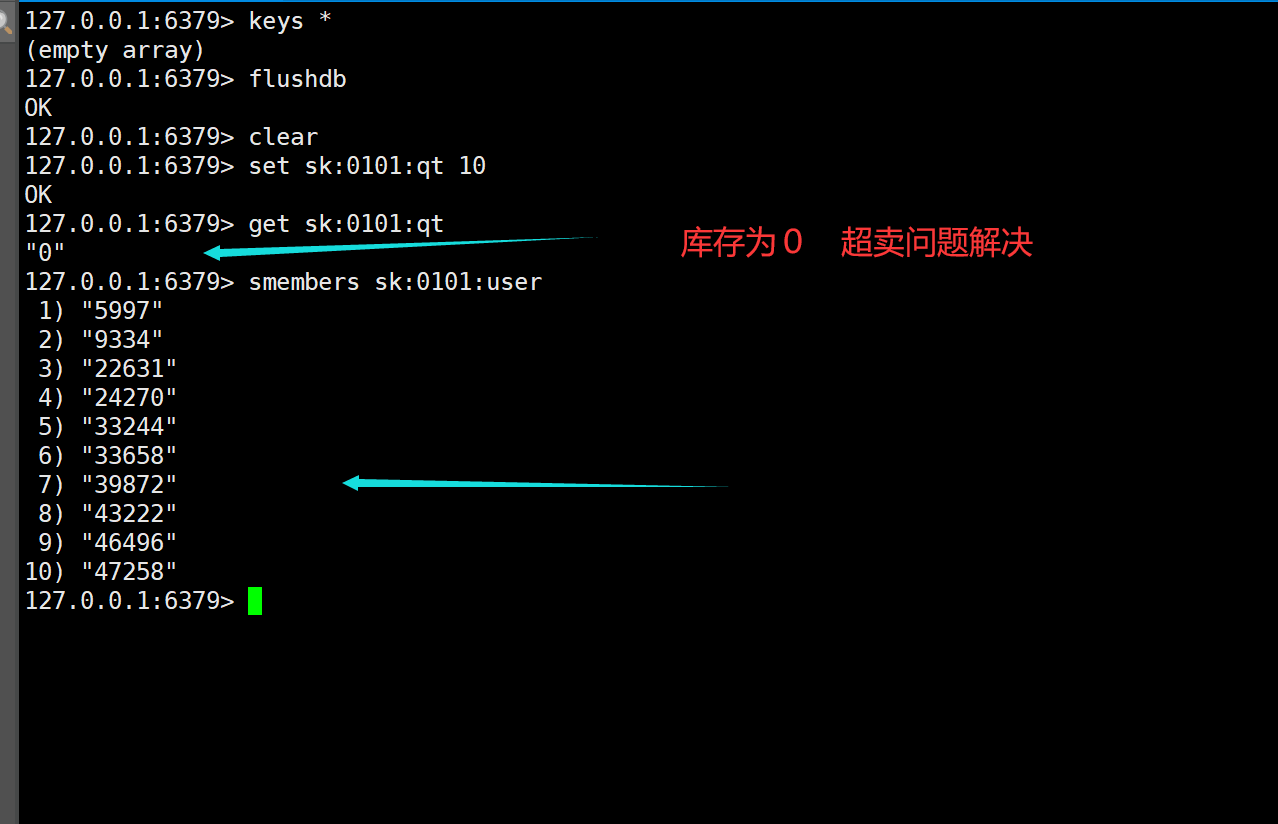 127.0.0.1:6379> keys *
(empty array)
127.0.0.1:6379> flushdb
OK
127.0.0.1:6379> clear
127.0.0.1:6379> set sk:0101:qt 10
OK
127.0.0.1:6379> get sk:0101:qt
"0"
库存为0 超卖问题解决
127.0.0.1:6379> smembers sk:0101:user
1) "5997"
2) "9334"
3) "22631"
4) "24270"
5) "33244"
6) "33658"
7) "39872"
8) "43222"
9) "46496"
10) "47258"
127.0.0.1:6379>